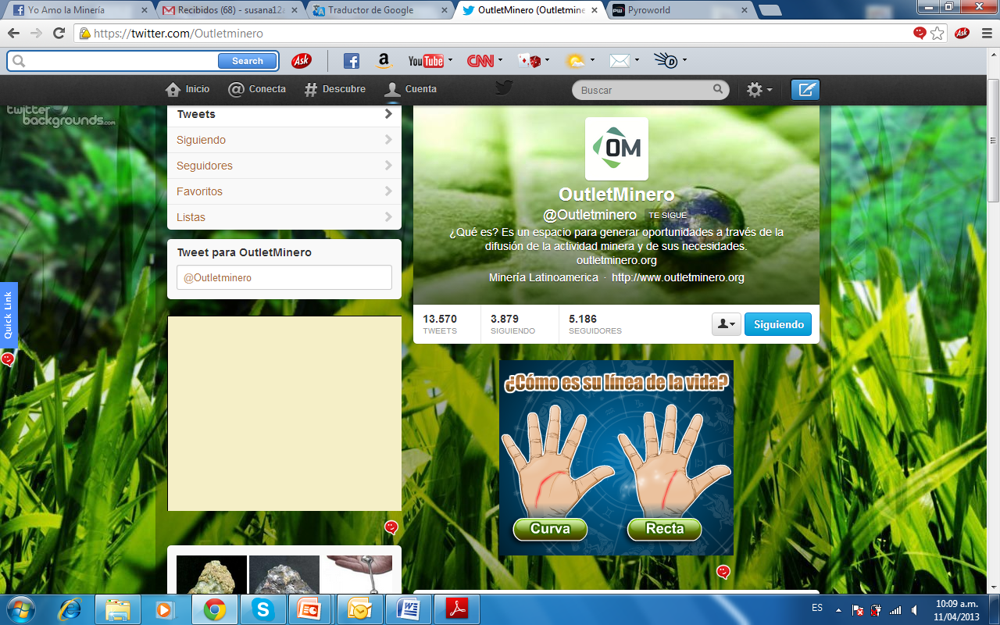 Yo Amo la Minería
Recibidos (68) - susana12a
Traductor de Google
OutletMinero (Outletmine
Pyroworld
https://twitter.com/Outletminero
Ask
Search
Ask
YouTube
CNN
Inicio
Conecta
Descubre
Cuenta
Buscar
twitter
backgrounds.com
Tweets
Siguiendo
Seguidores
Favoritos
Listas
Tweet para OutletMinero
@Outletminero
Quick Link
OM
OutletMinero
@Outletminero TE SIGUE
¿Qué es? Es un espacio para generar oportunidades a través de la
difusión de la actividad minera y de sus necesidades.
outletminero.org
Minería Latinoamerica · http://www.outletminero.org
13.570
TWEETS
3.879
SIGUIENDO
5.186
SEGUIDORES
Siguiendo
¿Cómo es su línea de la vida?
Curva
Recta
ES
10:09 a.m.
11/04/2013